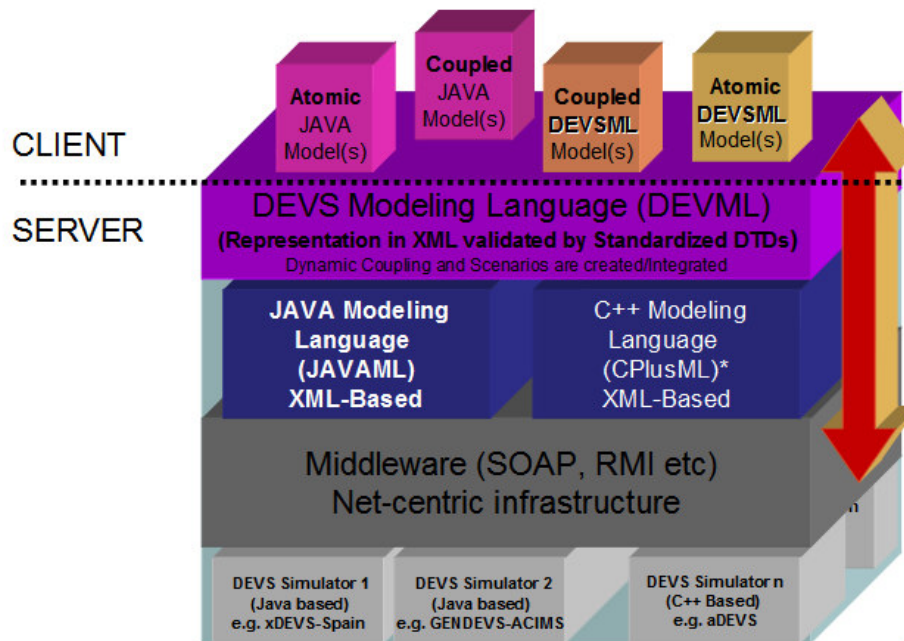 Atomic
JAVA
Model(s)
Coupled
JAVA
Model(s)
Coupled
DEVSML
Model(s)
Atomic
DEVSML
Model(s)
CLIENT
SERVER
DEVS Modeling Language (DEVML)
(Representation in XML validated by Standardized DTDs)
Dynamic Coupling and Scenarios are created/Integrated
JAVA Modeling
Language
(JAVAML)
XML-Based
C++ Modeling
Language
(CPlusML)*
XML-Based
Middleware (SOAP, RMI etc)
Net-centric infrastructure
DEVS Simulator 1
(Java based)
e.g. xDEVS-Spain
DEVS Simulator 2
(Java based)
e.g. GENDEVS-ACIMS
DEVS Simulator n
(C++ Based)
e.g. aDEVS